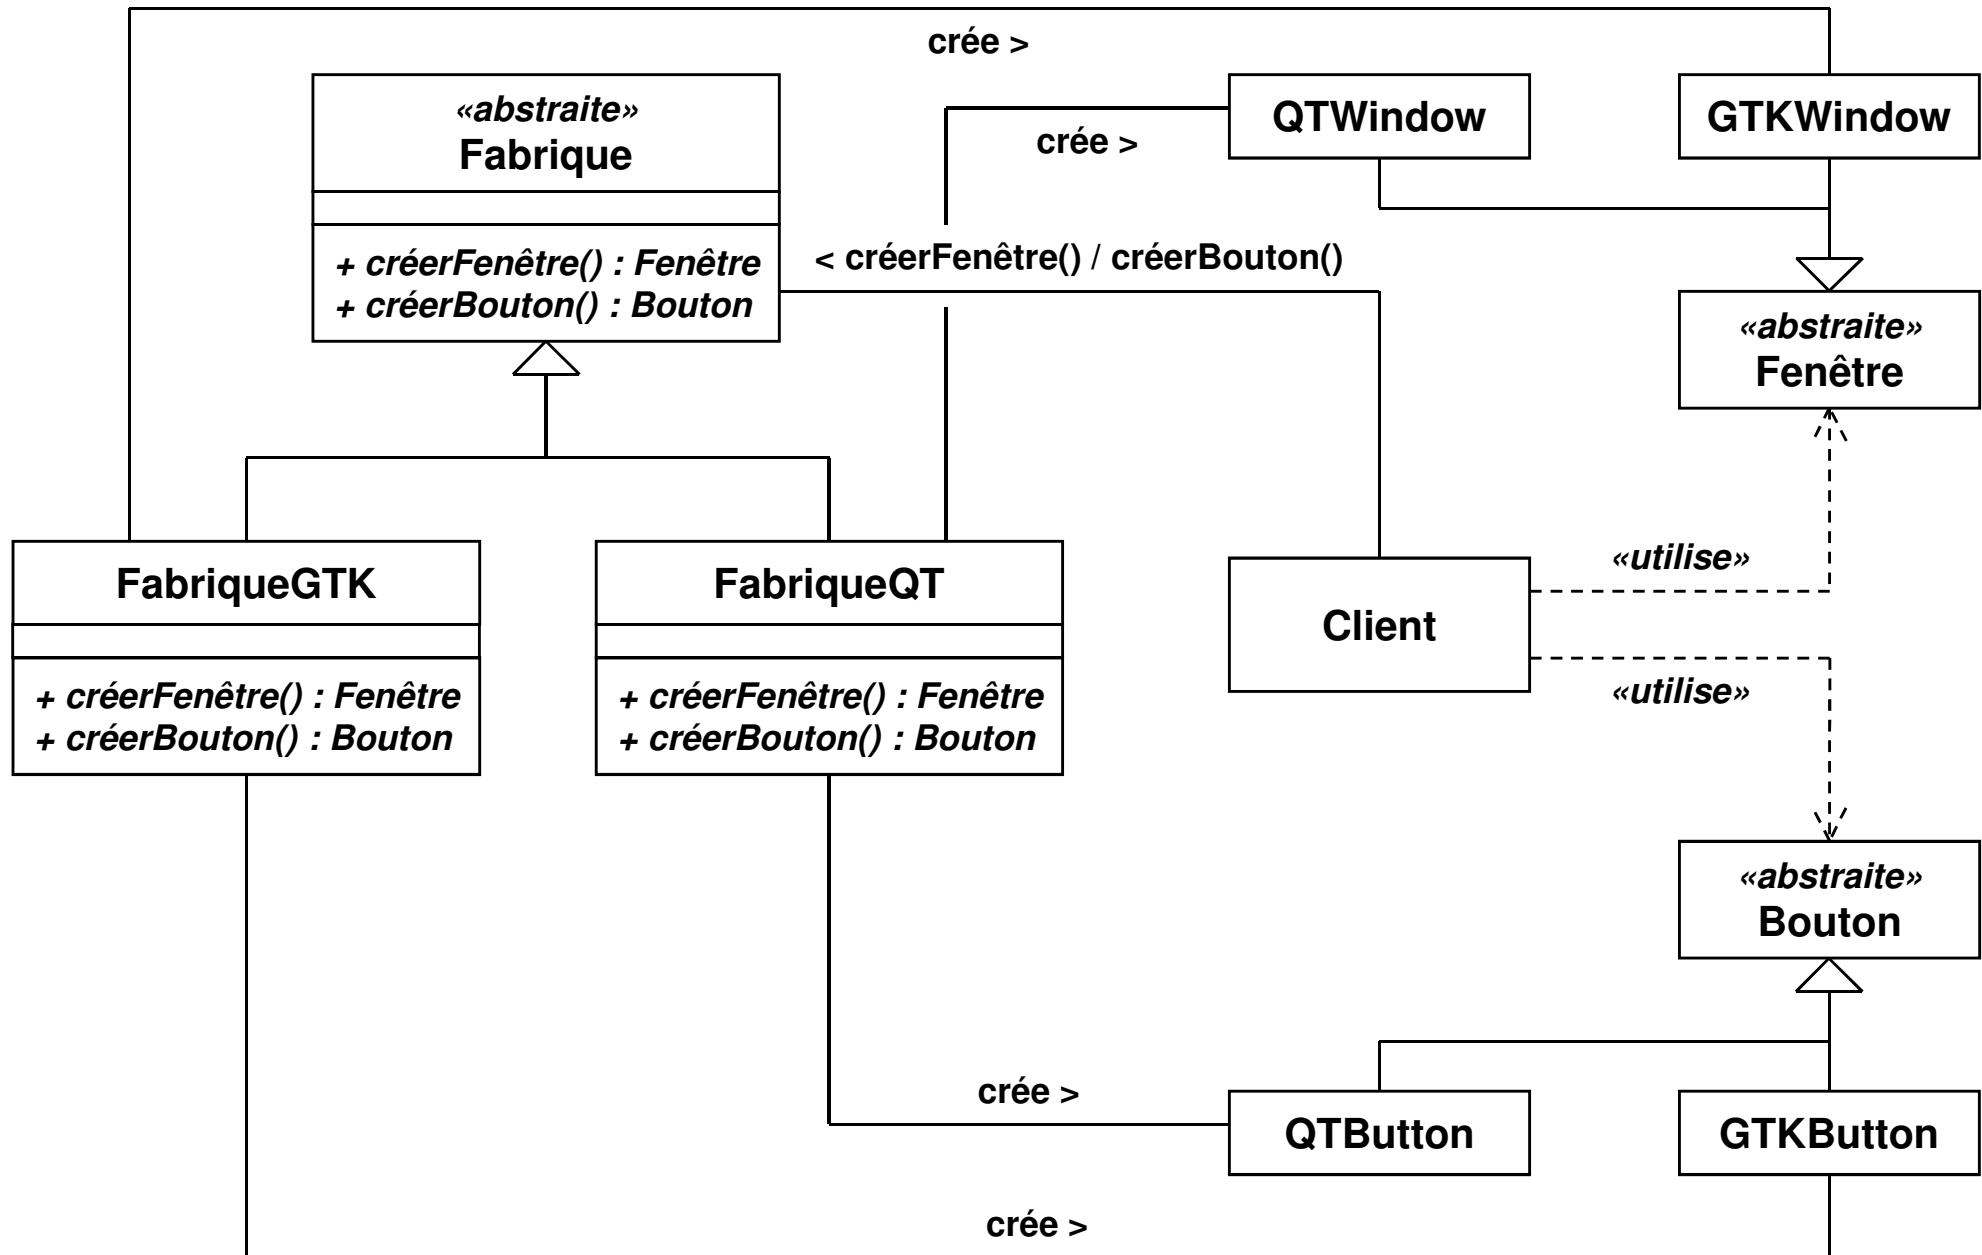 crée >
«abstraite»
Fabrique
+ créerFenêtre() : Fenêtre
+ créerBouton() : Bouton
crée >
QTWindow
GTKWindow
< créerFenêtre() / créerBouton()
«abstraite»
Fenêtre
FabriqueGTK
+ créerFenêtre() : Fenêtre
+ créerBouton() : Bouton
FabriqueQT
+ créerFenêtre() : Fenêtre
+ créerBouton() : Bouton
Client
«utilise»
«utilise»
«abstraite»
Bouton
crée >
QTButton
GTKButton
crée >